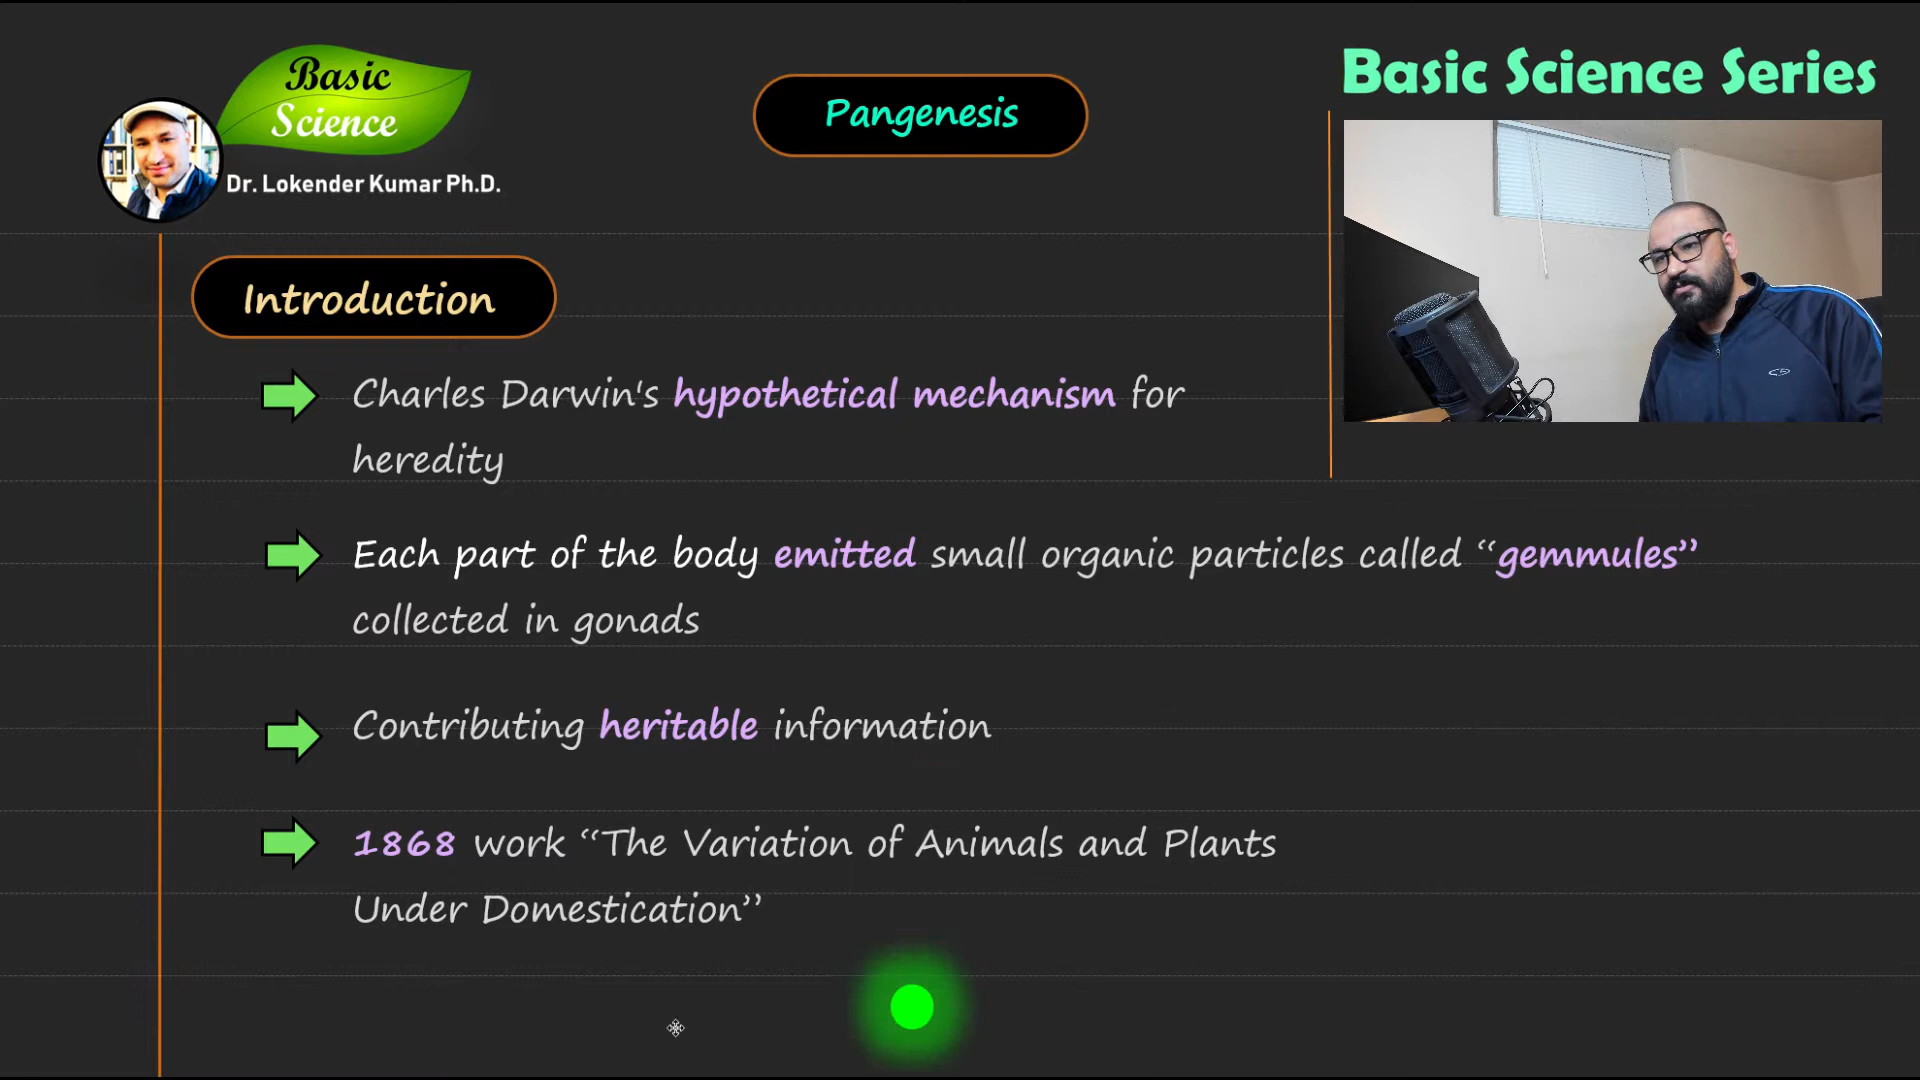 Basic
Science
Dr. Lokender Kumar Ph.D.
Pangenesis
Basic Science Series
Introduction
Charles Darwin's hypothetical mechanism for
heredity
Each part of the body emitted small organic particles called “gemmules”
collected in gonads
Contributing heritable information
1868 work “The Variation of Animals and Plants
Under Domestication”